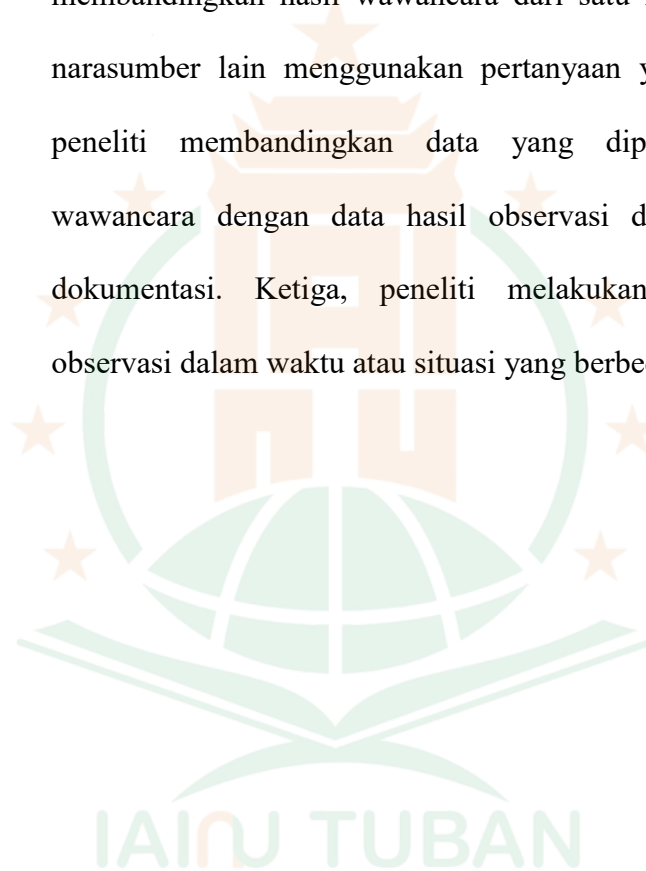 membandingkan hasil wawancara dari satu
narasumber lain menggunakan pertanyaan
peneliti membandingkan data yang
wawancara dengan data hasil observasi
dokumentasi. Ketiga, peneliti melakukan
observasi dalam waktu atau situasi yang
IAINU TUBAN